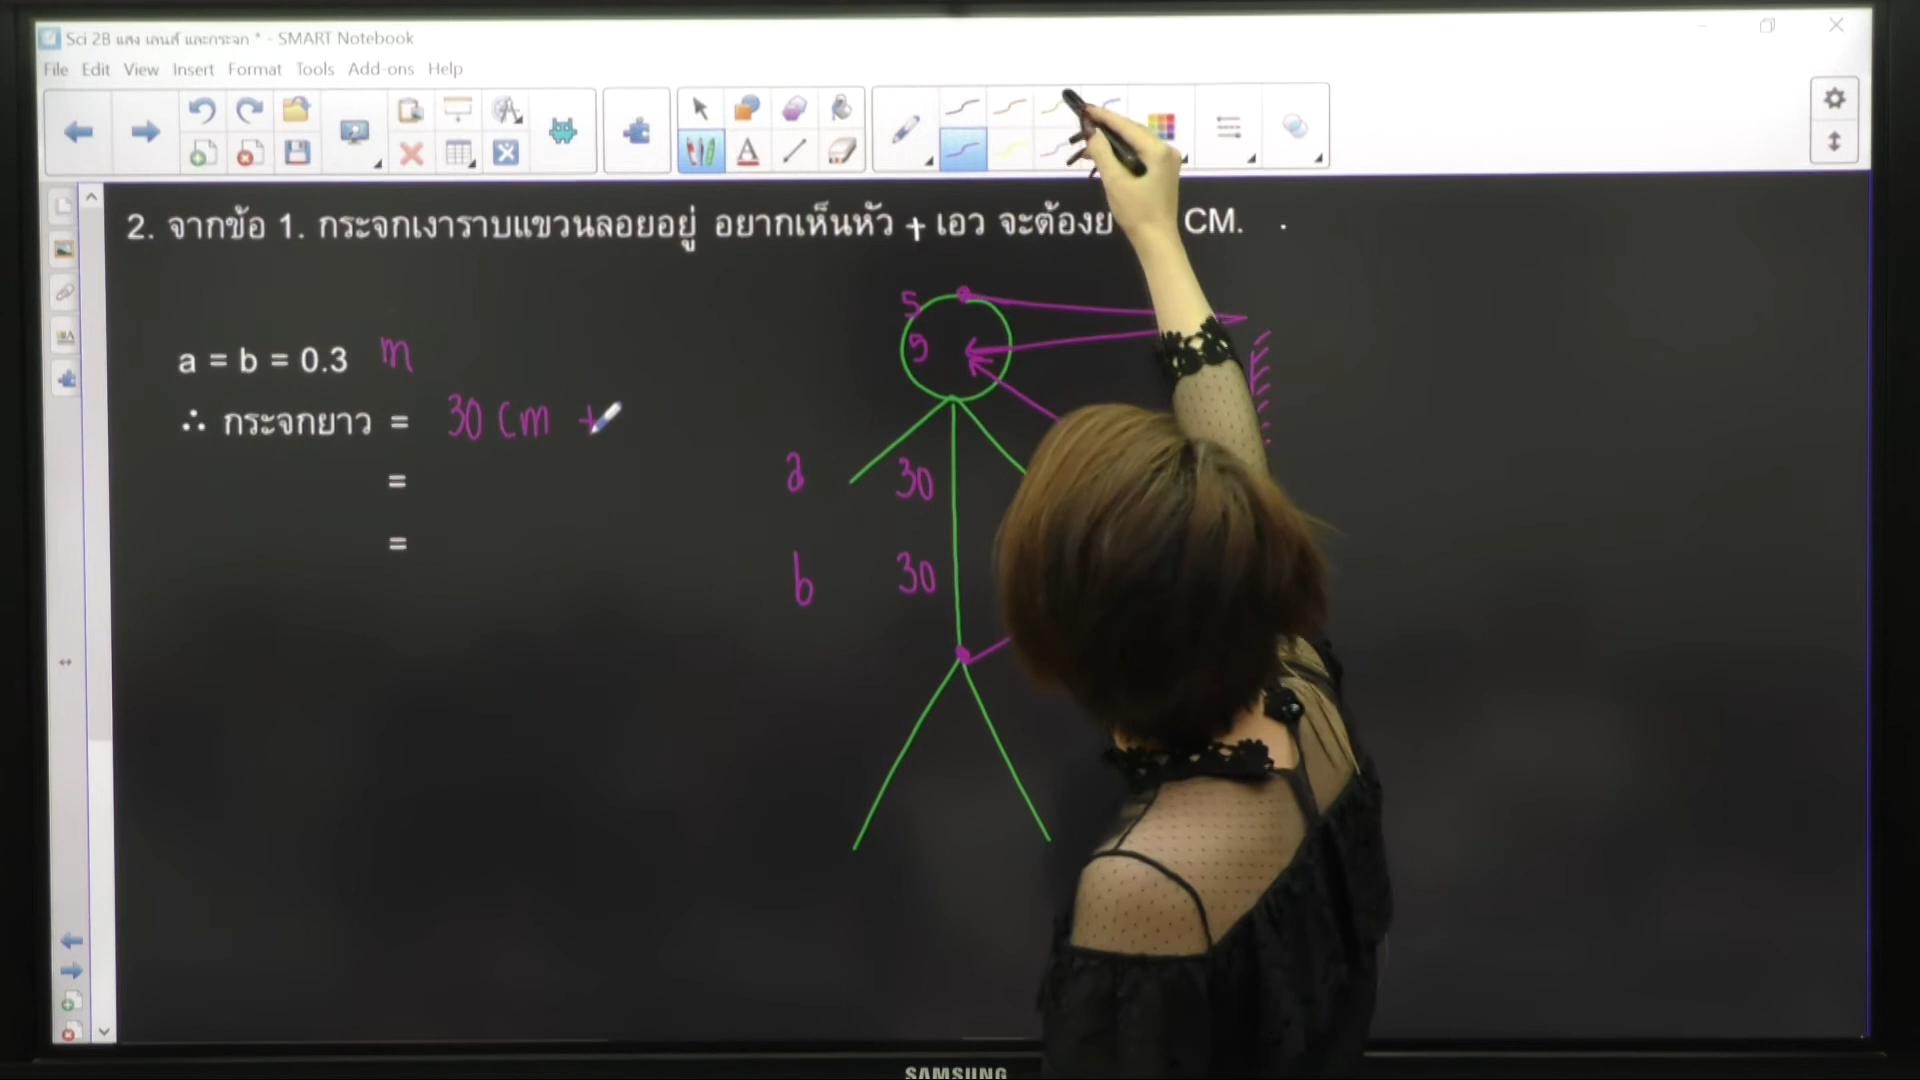 Sci 2B แสง เลนส์ และกระจก * - SMART Notebook
File Edit View Insert Format Tools Add-ons Help
2. จากข้อ 1. กระจกเงาราบแขวนลอยอยู่ อยากเห็นหัว + เอว จะต้องย CM. .
a = b = 0.3 m
∴ กระจกยาว = 30 cm +
=
=
5
5
a 30
b 30
SAMSUNG